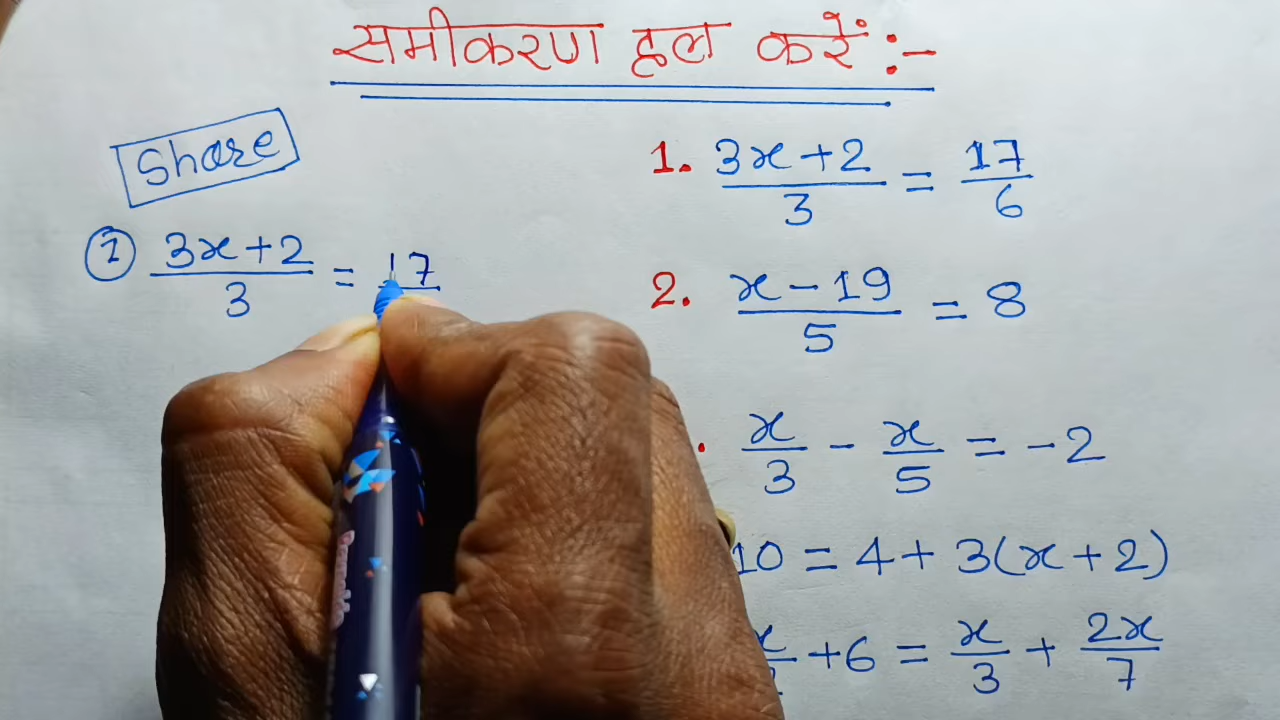 समीकरण हल करें :-
Share
① (3x+2)/3 = 17/
1. (3x+2)/3 = 17/6
2. (x-19)/5 = 8
. x/3 - x/5 = -2
10 = 4 + 3(x+2)
+6 = x/3 + 2x/7